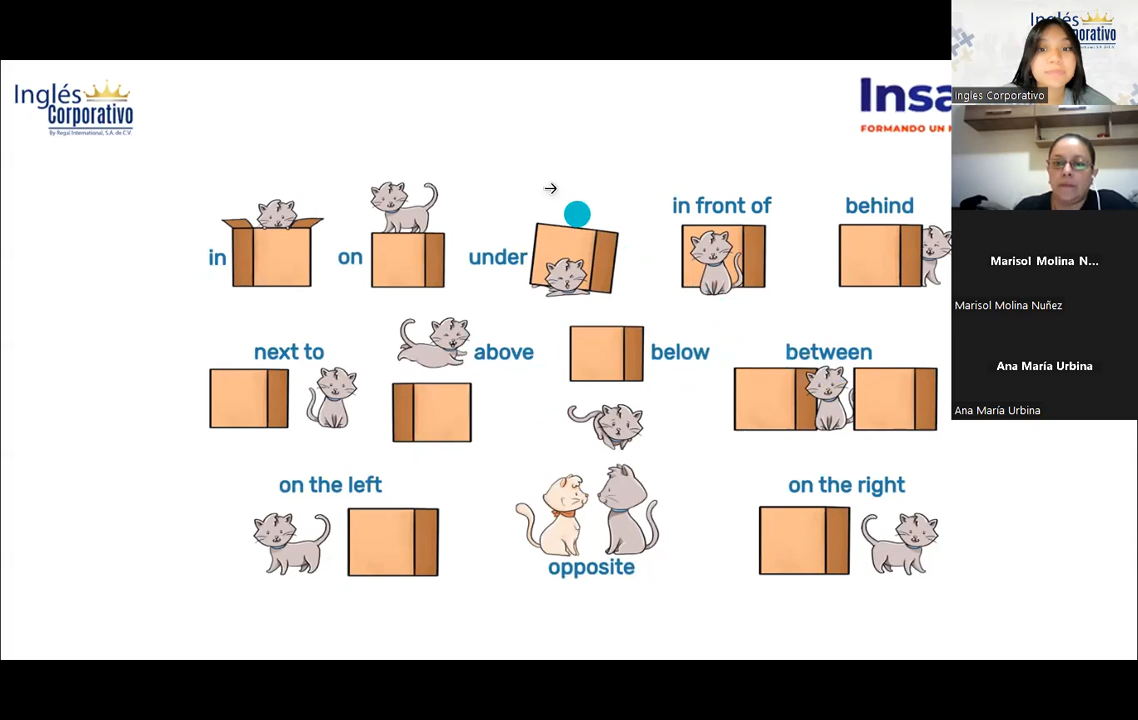 Inglés
Corporativo
By Regal International, S.A. de C.V.
Insa
FORMANDO UN
in
on
under
in front of
behind
next to
above
below
between
on the left
opposite
on the right
Inglés
orativo
Ingles Corporativo
Marisol Molina N...
Marisol Molina Nuñez
Ana María Urbina
Ana María Urbina